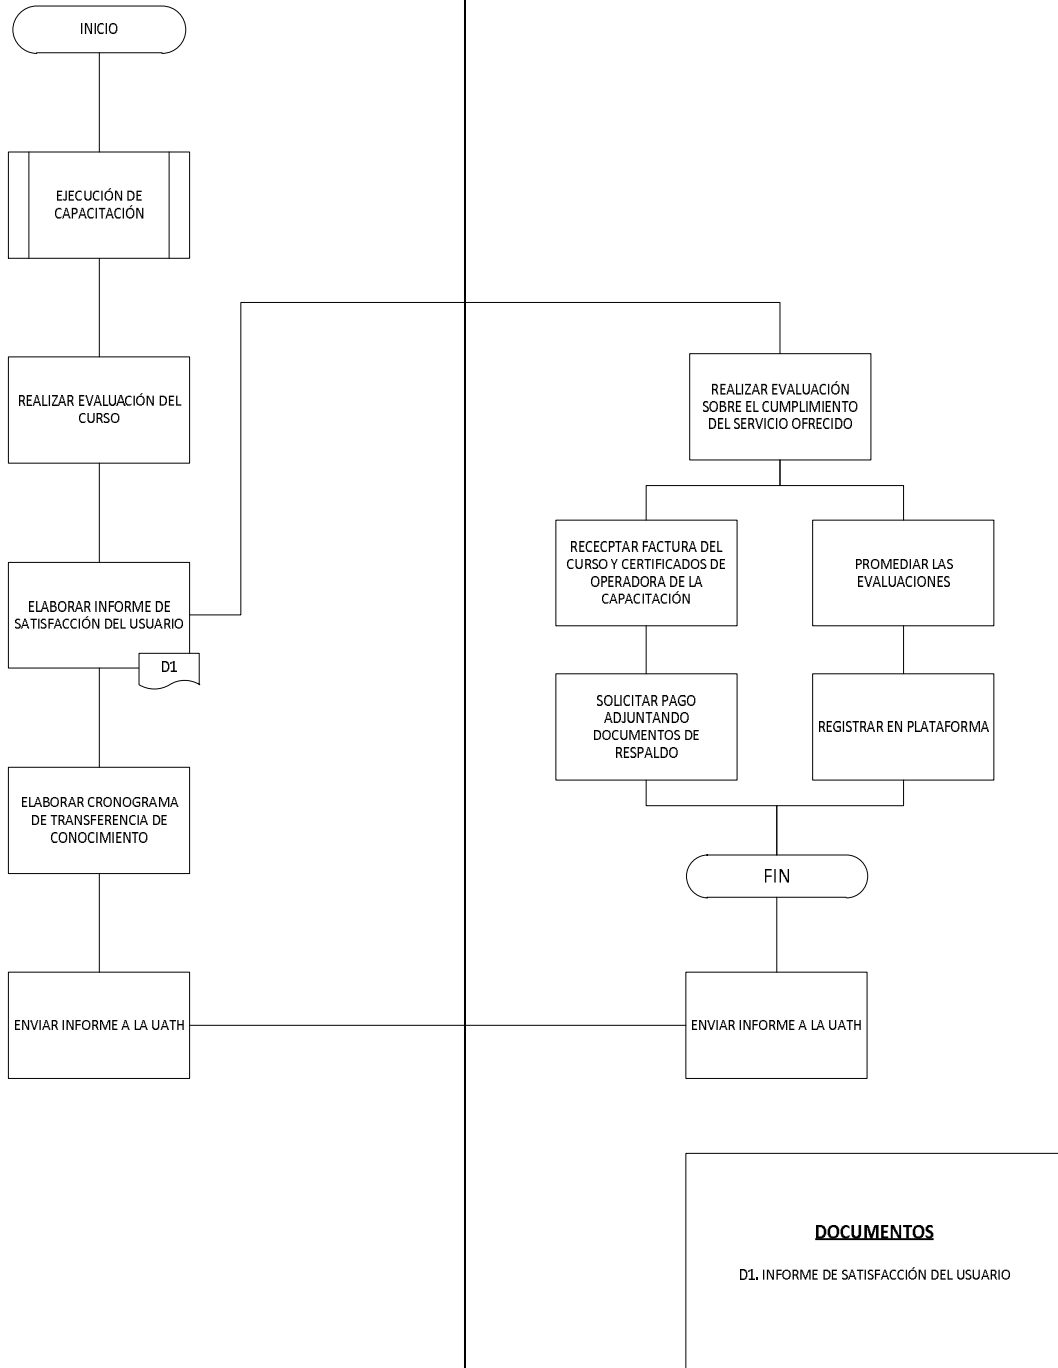 INICIO
EJECUCIÓN DE
CAPACITACIÓN
REALIZAR EVALUACIÓN DEL
CURSO
ELABORAR INFORME DE
SATISFACCIÓN DEL USUARIO
D1
ELABORAR CRONOGRAMA
DE TRANSFERENCIA DE
CONOCIMIENTO
ENVIAR INFORME A LA UATH
REALIZAR EVALUACIÓN
SOBRE EL CUMPLIMIENTO
DEL SERVICIO OFRECIDO
RECECPTAR FACTURA DEL
CURSO Y CERTIFICADOS DE
OPERADORA DE LA
CAPACITACIÓN
PROMEDIAR LAS
EVALUACIONES
SOLICITAR PAGO
ADJUNTANDO
DOCUMENTOS DE
RESPALDO
REGISTRAR EN PLATAFORMA
FIN
ENVIAR INFORME A LA UATH
DOCUMENTOS
D1. INFORME DE SATISFACCIÓN DEL USUARIO